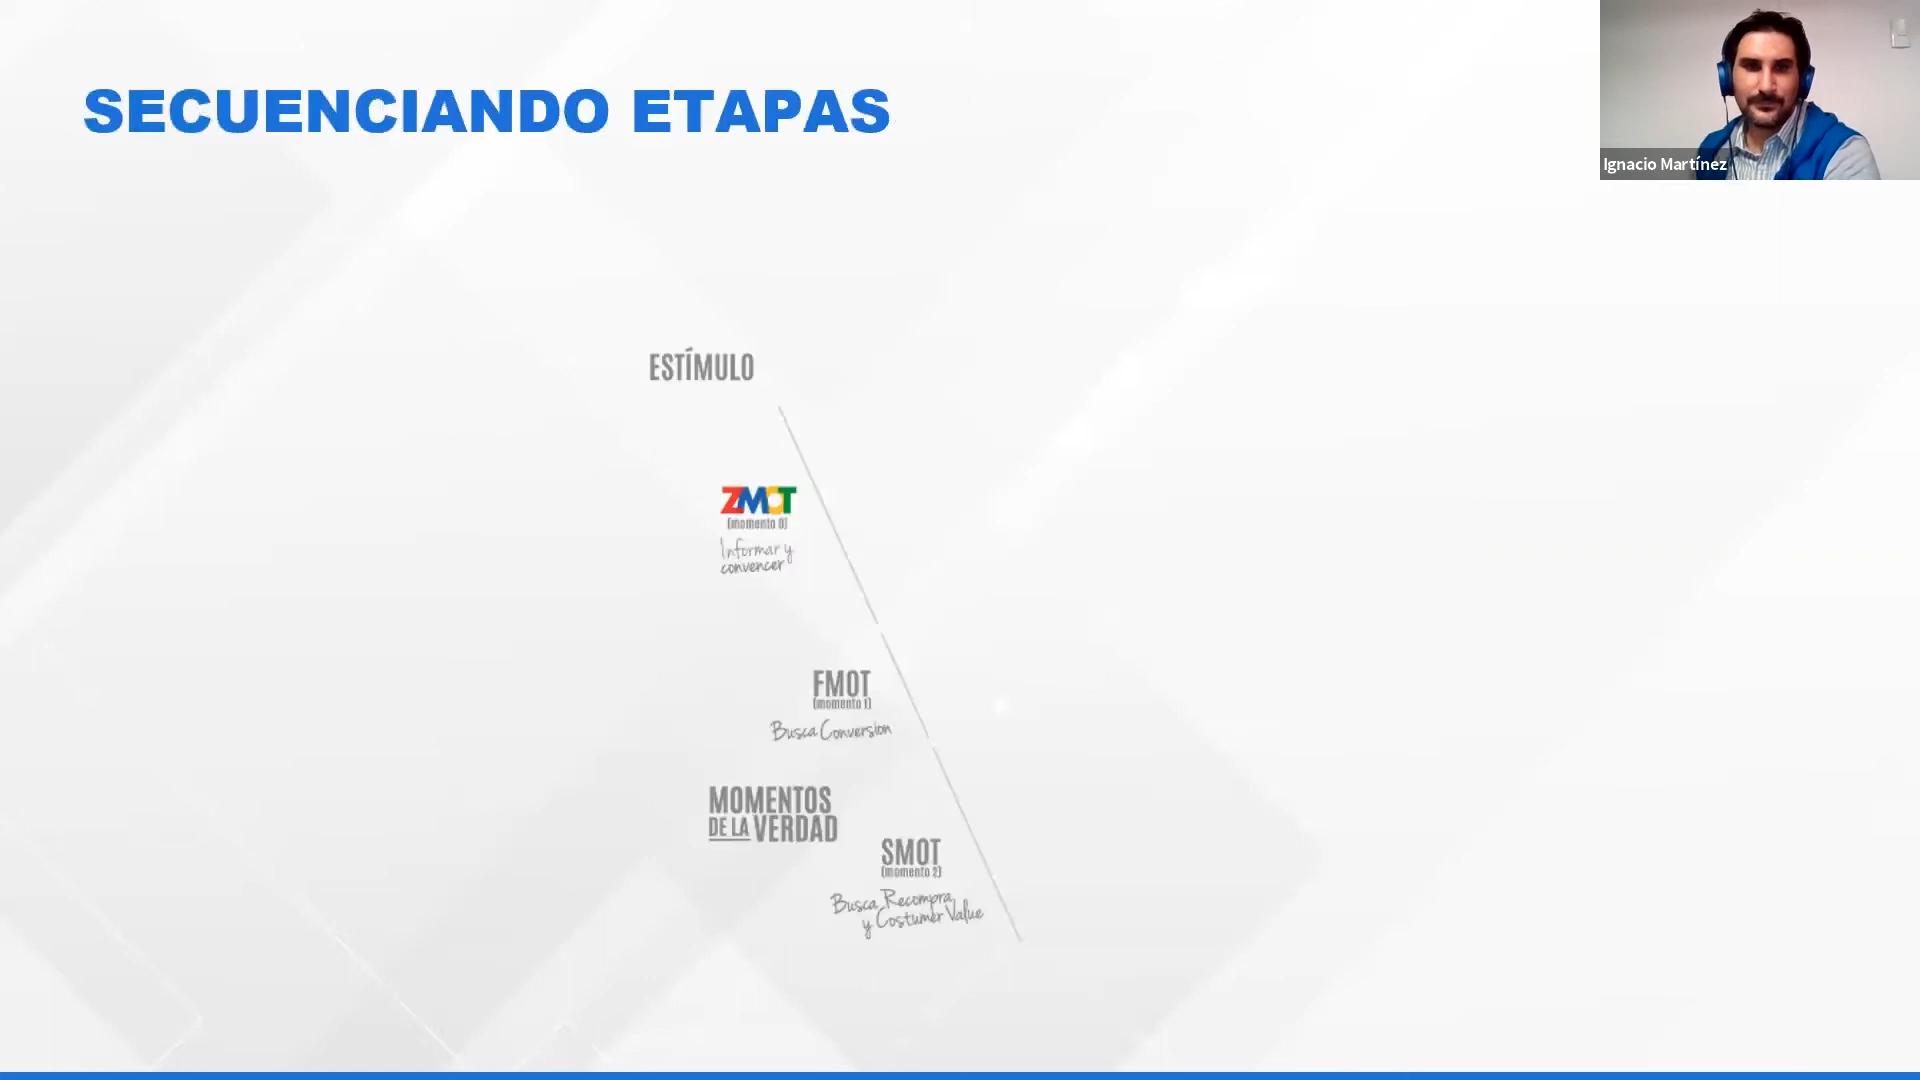 SECUENCIANDO ETAPAS
Ignacio Martínez
ESTÍMULO
ZMOT
(momento 0)
Informar y
convencer
FMOT
(momento 1)
Busca Conversion
MOMENTOS
DE LA VERDAD
SMOT
(momento 2)
Busca Recompra
y Costumer Value